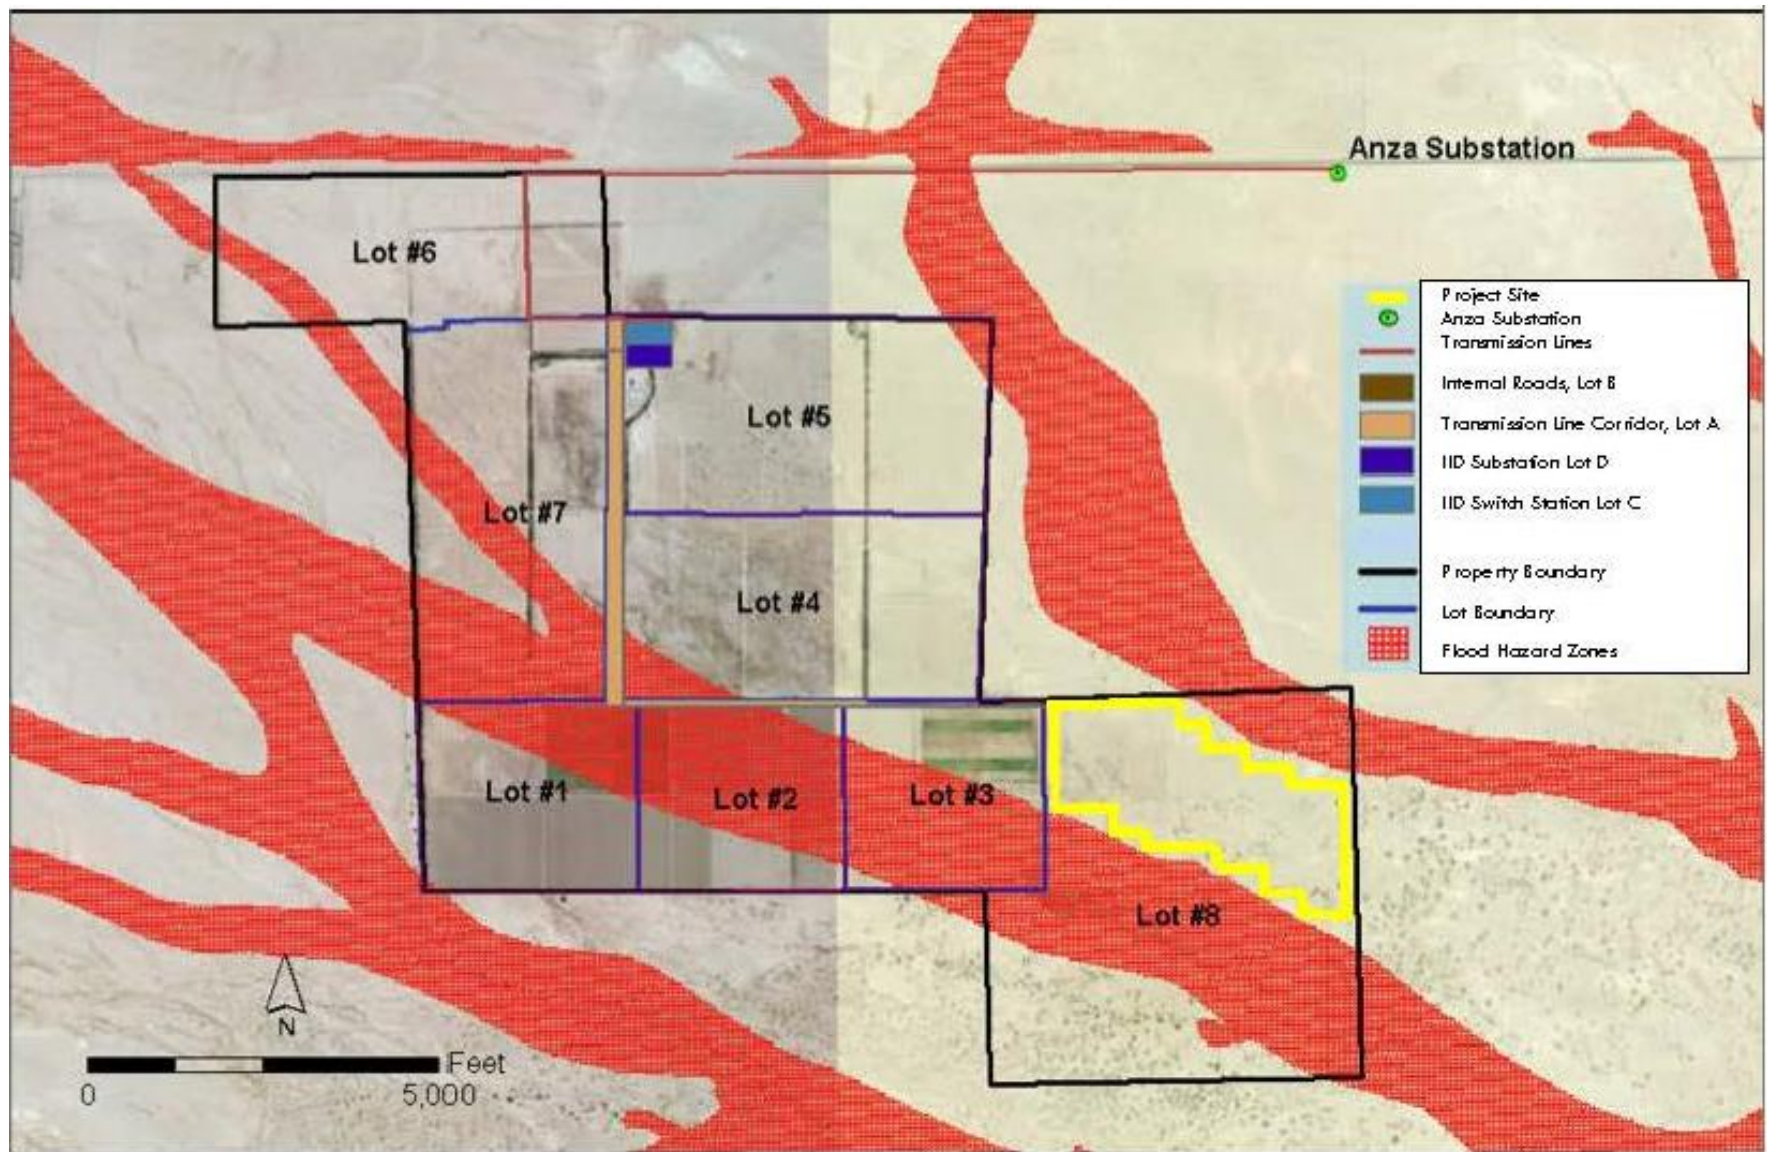 Anza Substation
Lot #6
Project Site
Anza Substation
Transmission Lines
Internal Roads, Lot B
Transmission Line Corridor, Lot A
IID Substation Lot D
IID Switch Station Lot C
Property Boundary
Lot Boundary
Flood Hazard Zones
Lot #5
Lot #7
Lot #4
Lot #1
Lot #2
Lot #3
Lot #8
N
Feet
0
5,000